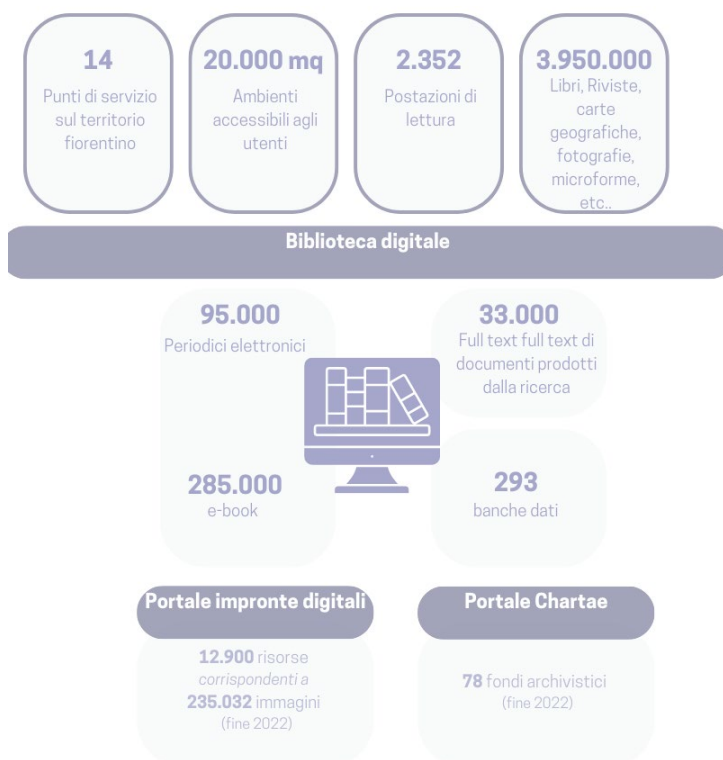 14
Punti di servizio
sul territorio
fiorentino
20.000 mq
Ambienti
accessibili agli
utenti
2.352
Postazioni di
lettura
3.950.000
Libri, Riviste,
carte
geografiche,
fotografie,
microforme,
etc..
Biblioteca digitale
95.000
Periodici elettronici
33.000
Full text full text di
documenti prodotti
dalla ricerca
285.000
e-book
293
banche dati
Portale impronte digitali
12.900 risorse
corrispondenti a
235.032 immagini
(fine 2022)
Portale Chartae
78 fondi archivistici
(fine 2022)